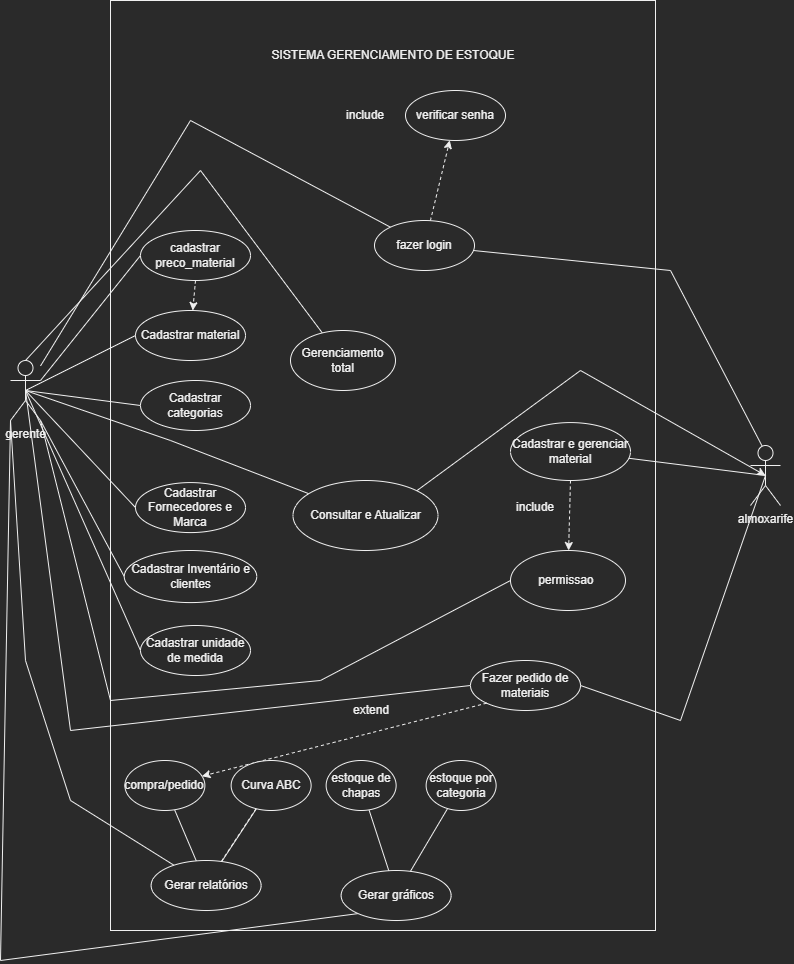 SISTEMA GERENCIAMENTO DE ESTOQUE
include
verificar senha
fazer login
cadastrar
preco_material
Cadastrar material
Gerenciamento
total
Cadastrar
categorias
gerente
Cadastrar e gerenciar
material
Cadastrar
Fornecedores e
Marca
Consultar e Atualizar
include
almoxarife
Cadastrar Inventário e
clientes
permissao
Cadastrar unidade
de medida
Fazer pedido de
materiais
extend
compra/pedido
Curva ABC
estoque de
chapas
estoque por
categoria
Gerar relatórios
Gerar gráficos